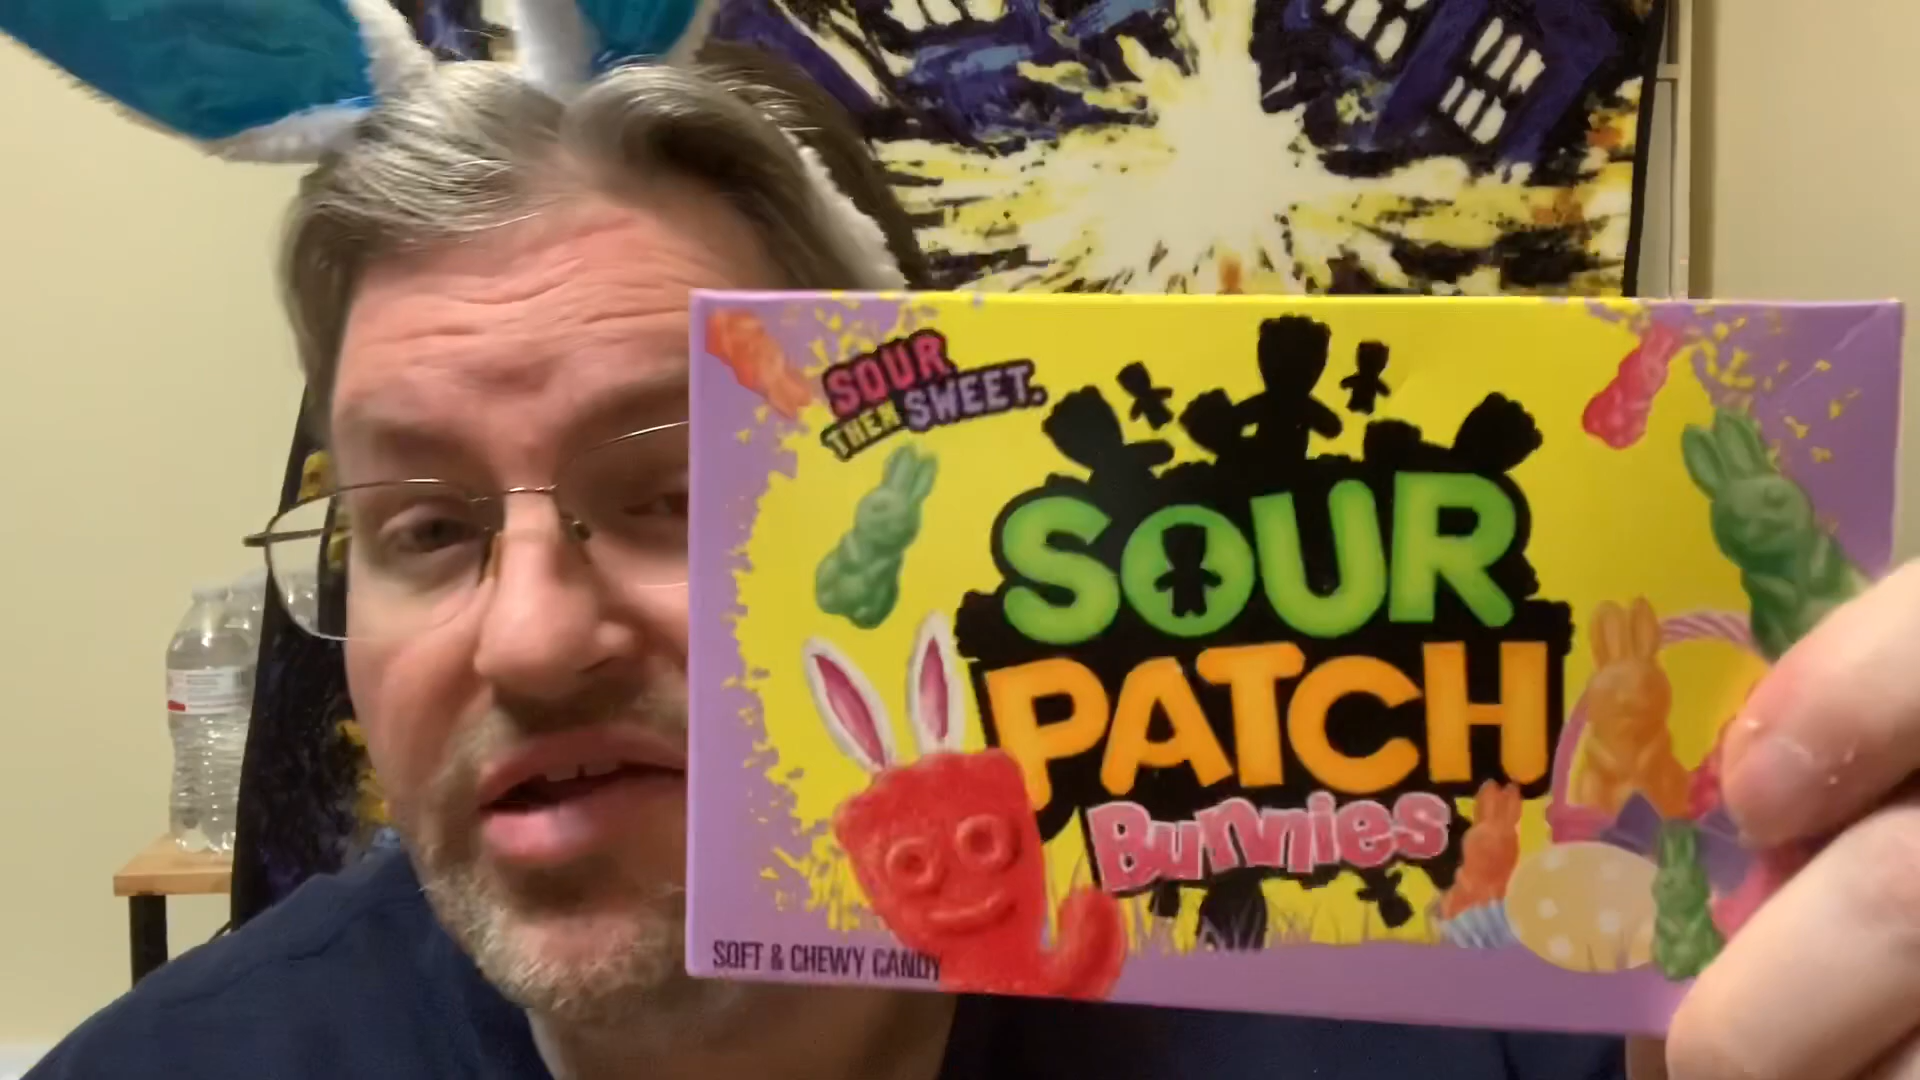 SOUR
THEN SWEET.
SOUR
PATCH
Bunnies
SOFT & CHEWY CANDY